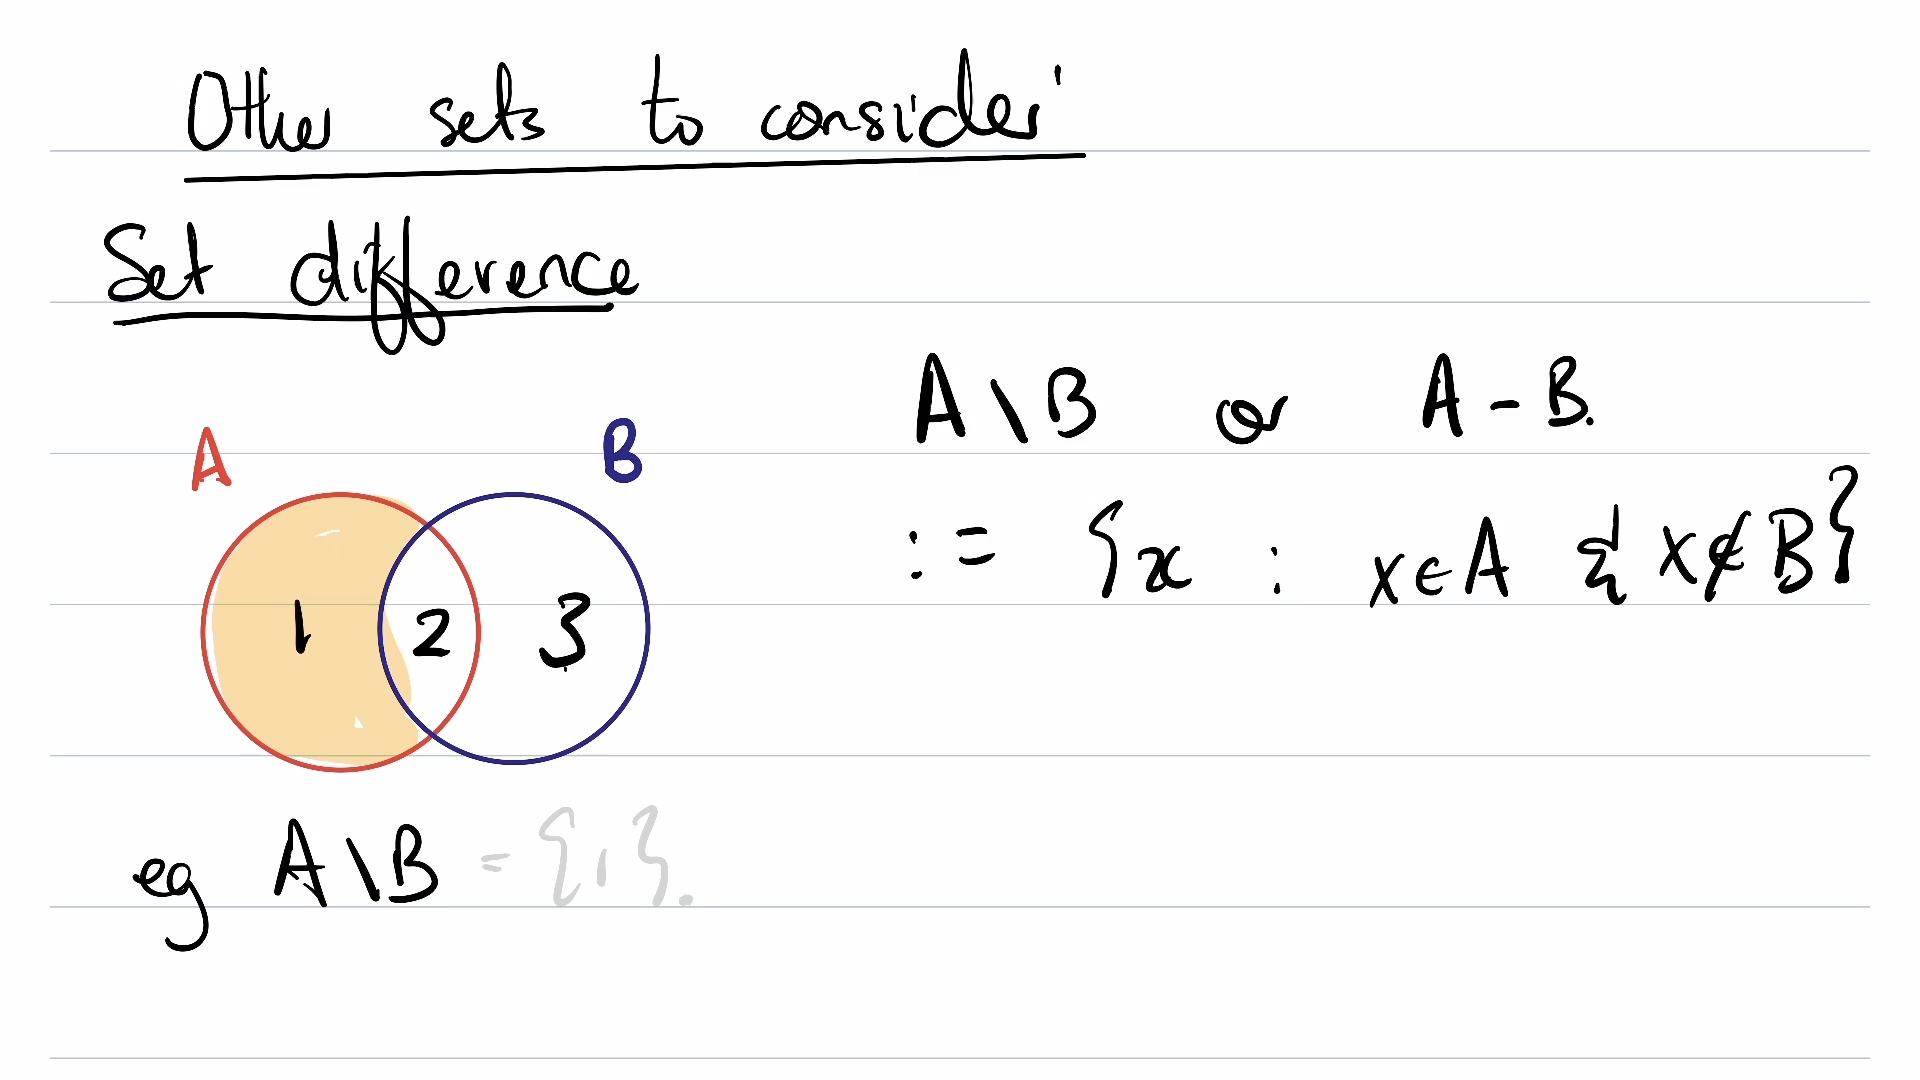 Other sets to consider
Set difference
A\B or A-B.
:= {x : x∈A & x∉B}
A B
1 2 3
eg A\B = {1}.